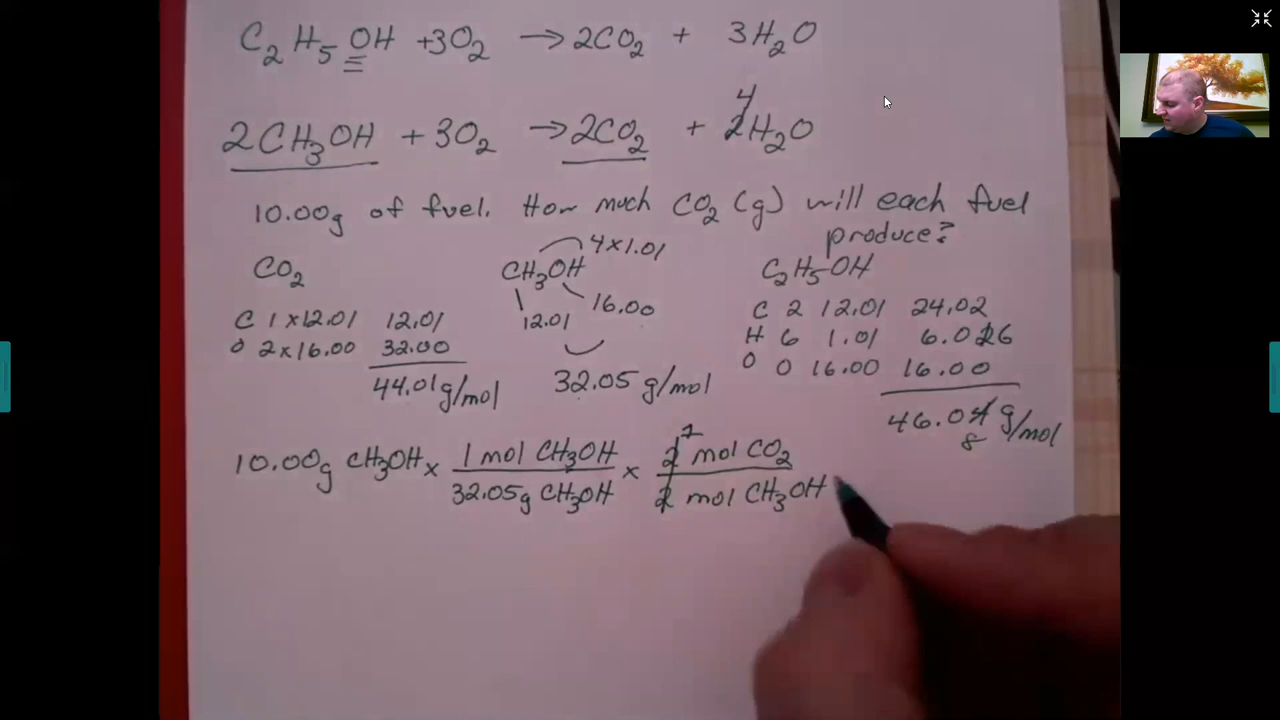 C₂H₅OH +3O₂ → 2CO₂ + 3H₂O
4
2CH₃OH + 3O₂ → 2CO₂ + 2H₂O
10.00g of fuel. How much CO₂ (g) will each fuel
produce?
CO₂
C 1 x 12.01 12.01
O 2 x 16.00 32.00
44.01 g/mol
4 x 1.01
CH₃OH
16.00
12.01
32.05 g/mol
C₂H₅OH
C 2 12.01 24.02
H 6 1.01 6.06
O 0 16.00 16.00
46.04 g/mol
8
10.00g CH₃OH x 1 mol CH₃OH x 2 mol CO₂
32.05g CH₃OH 2 mol CH₃OH